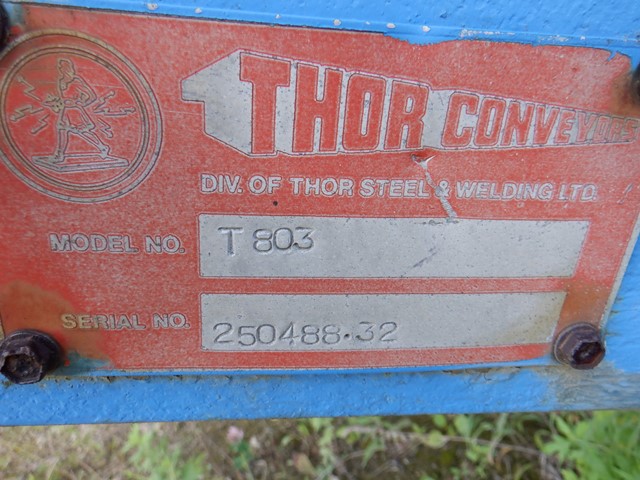 THOR CONVEYORS
DIV. OF THOR STEEL & WELDING LTD.
MODEL NO. T 803
SERIAL NO. 250488.32